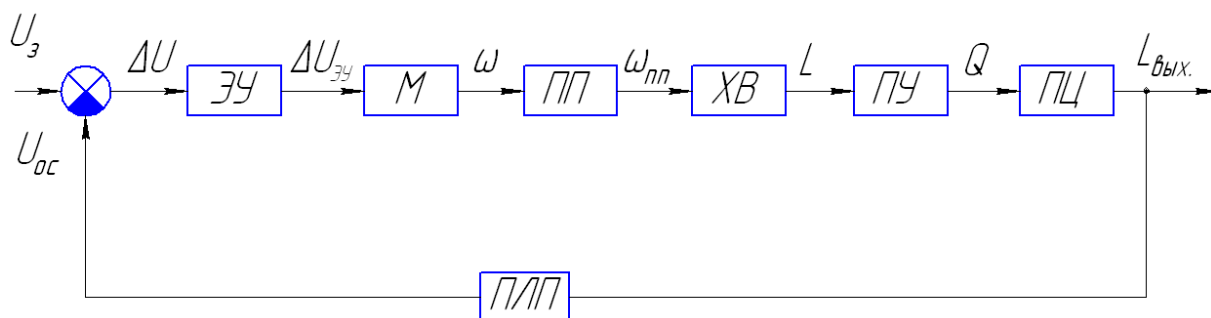 Uз
ΔU
ЭУ
ΔUЭУ
М
ω
ПП
ωпп
ХВ
L
ПУ
Q
ПЦ
Lвых.
Uос
ПЛП